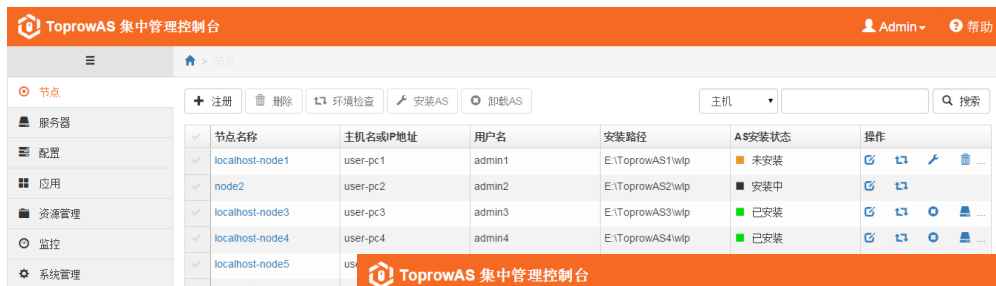 ToprowAS 集中管理控制台 Admin 帮助
节点
节点
注册 删除 环境检查 安装AS 卸载AS 主机 搜索
服务器
节点名称 主机名或IP地址 用户名 安装路径 AS安装状态 操作
配置
localhost-node1 user-pc1 admin1 E:\ToprowAS1\wlp 未安装 ...
应用
node2 user-pc2 admin2 E:\ToprowAS2\wlp 安装中
资源管理
localhost-node3 user-pc3 admin3 E:\ToprowAS3\wlp 已安装 ...
监控
localhost-node4 user-pc4 admin4 E:\ToprowAS4\wlp 已安装 ...
系统管理
localhost-node5
ToprowAS 集中管理控制台